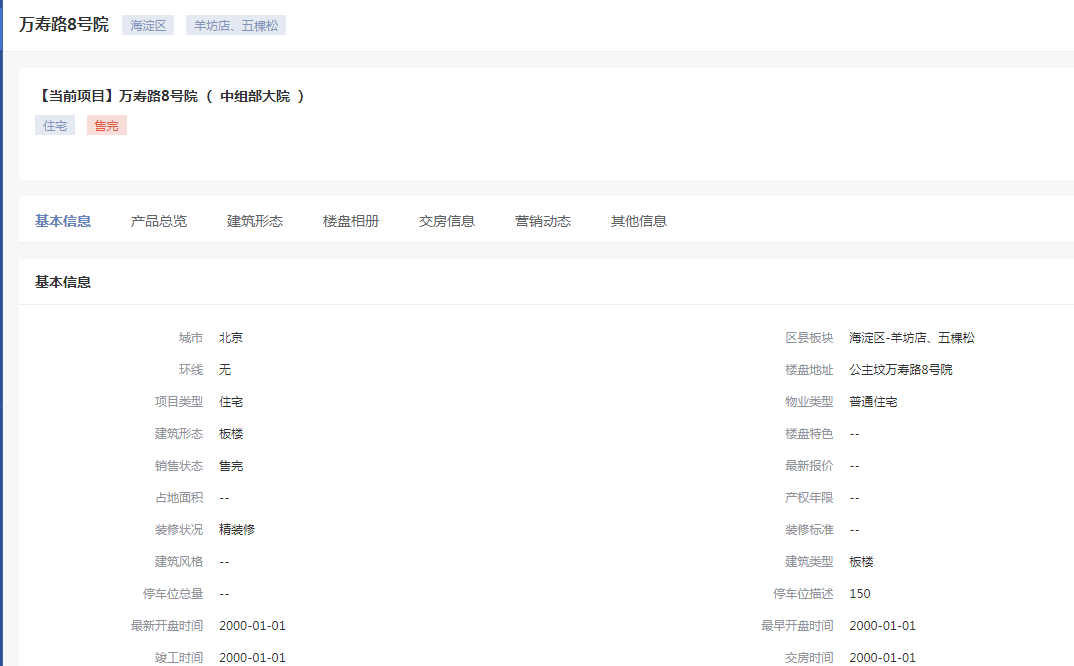 万寿路8号院 海淀区 羊坊店、五棵松
【当前项目】万寿路8号院（ 中组部大院 ）
住宅 售完
基本信息 产品总览 建筑形态 楼盘相册 交房信息 营销动态 其他信息
基本信息
城市 北京 区县板块 海淀区-羊坊店、五棵松
环线 无 楼盘地址 公主坟万寿路8号院
项目类型 住宅 物业类型 普通住宅
建筑形态 板楼 楼盘特色 --
销售状态 售完 最新报价 --
占地面积 -- 产权年限 --
装修状况 精装修 装修标准 --
建筑风格 -- 建筑类型 板楼
停车位总量 -- 停车位描述 150
最新开盘时间 2000-01-01 最早开盘时间 2000-01-01
竣工时间 2000-01-01 交房时间 2000-01-01